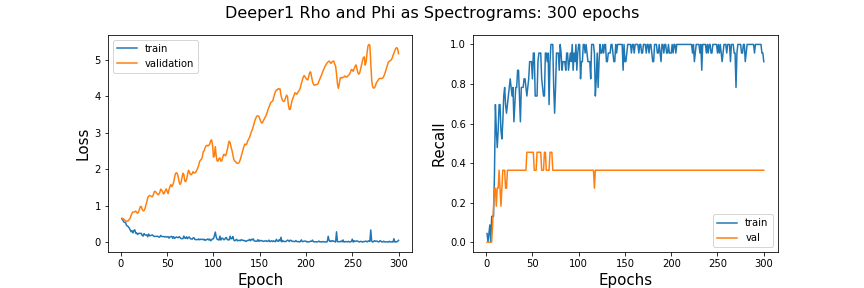 Deeper1 Rho and Phi as Spectrograms: 300 epochs
train
validation
Loss
5
4
3
2
1
0
0 50 100 150 200 250 300
Epoch
Recall
1.0
0.8
0.6
0.4
0.2
0.0
train
val
0 50 100 150 200 250 300
Epochs